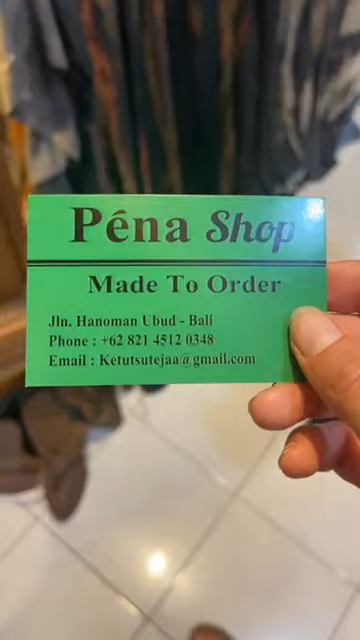 Péna Shop
Made To Order
Jln. Hanoman Ubud - Bali
Phone : +62 821 4512 0348
Email : Ketutsutejaa@gmail.com